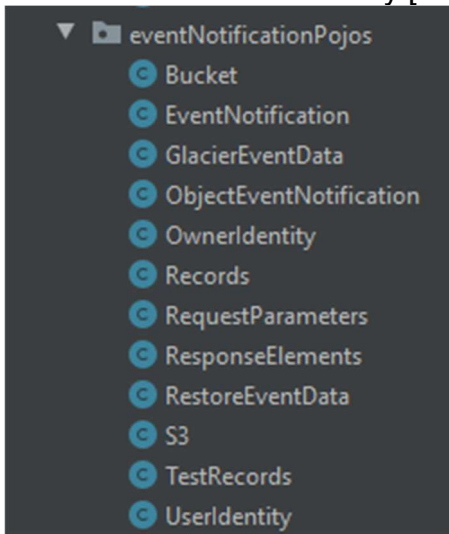 eventNotificationPojos
C Bucket
C EventNotification
C GlacierEventData
C ObjectEventNotification
C OwnerIdentity
C Records
C RequestParameters
C ResponseElements
C RestoreEventData
C S3
C TestRecords
C UserIdentity